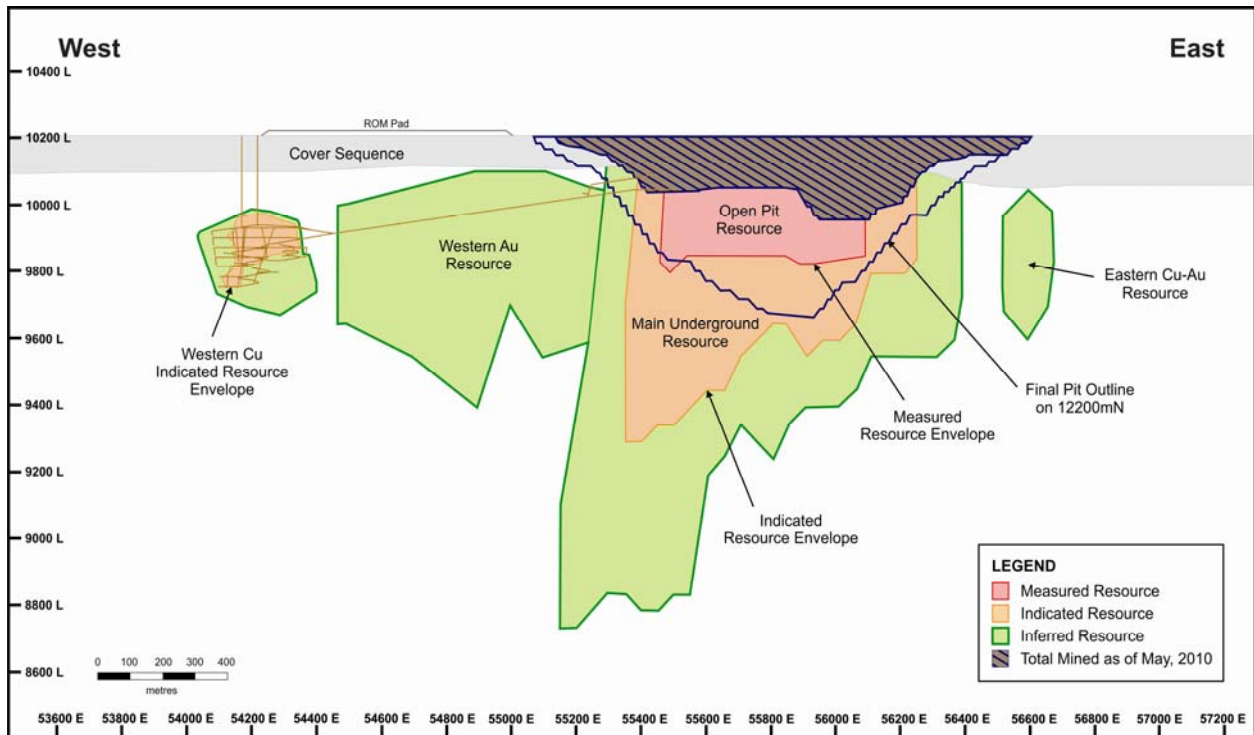 West
East
10400 L
10200 L
10000 L
9800 L
9600 L
9400 L
9200 L
9000 L
8800 L
8600 L
ROM Pad
Cover Sequence
Open Pit
Resource
Western Au
Resource
Eastern Cu-Au
Resource
Main Underground
Resource
Western Cu
Indicated Resource
Envelope
Final Pit Outline
on 12200mN
Measured
Resource Envelope
Indicated
Resource Envelope
LEGEND
Measured Resource
Indicated Resource
Inferred Resource
Total Mined as of May, 2010
0 100 200 300 400
metres
53600 E 53800 E 54000 E 54200 E 54400 E 54600 E 54800 E 55000 E 55200 E 55400 E 55600 E 55800 E 56000 E 56200 E 56400 E 56600 E 56800 E 57000 E 57200 E